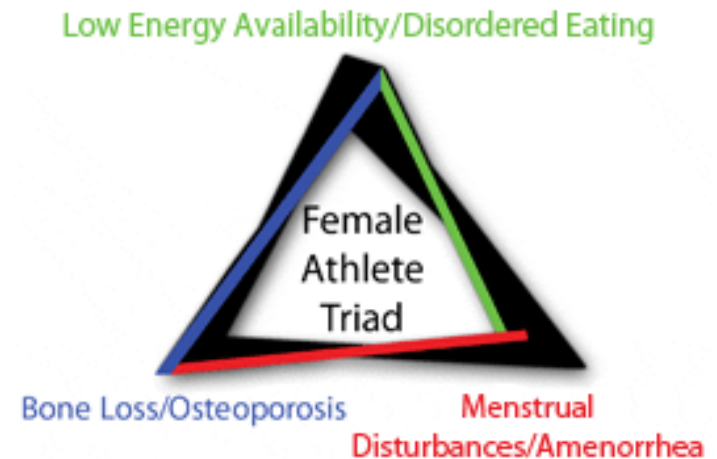 Low Energy Availability/Disordered Eating
Female
Athlete
Triad
Bone Loss/Osteoporosis
Menstrual
Disturbances/Amenorrhea